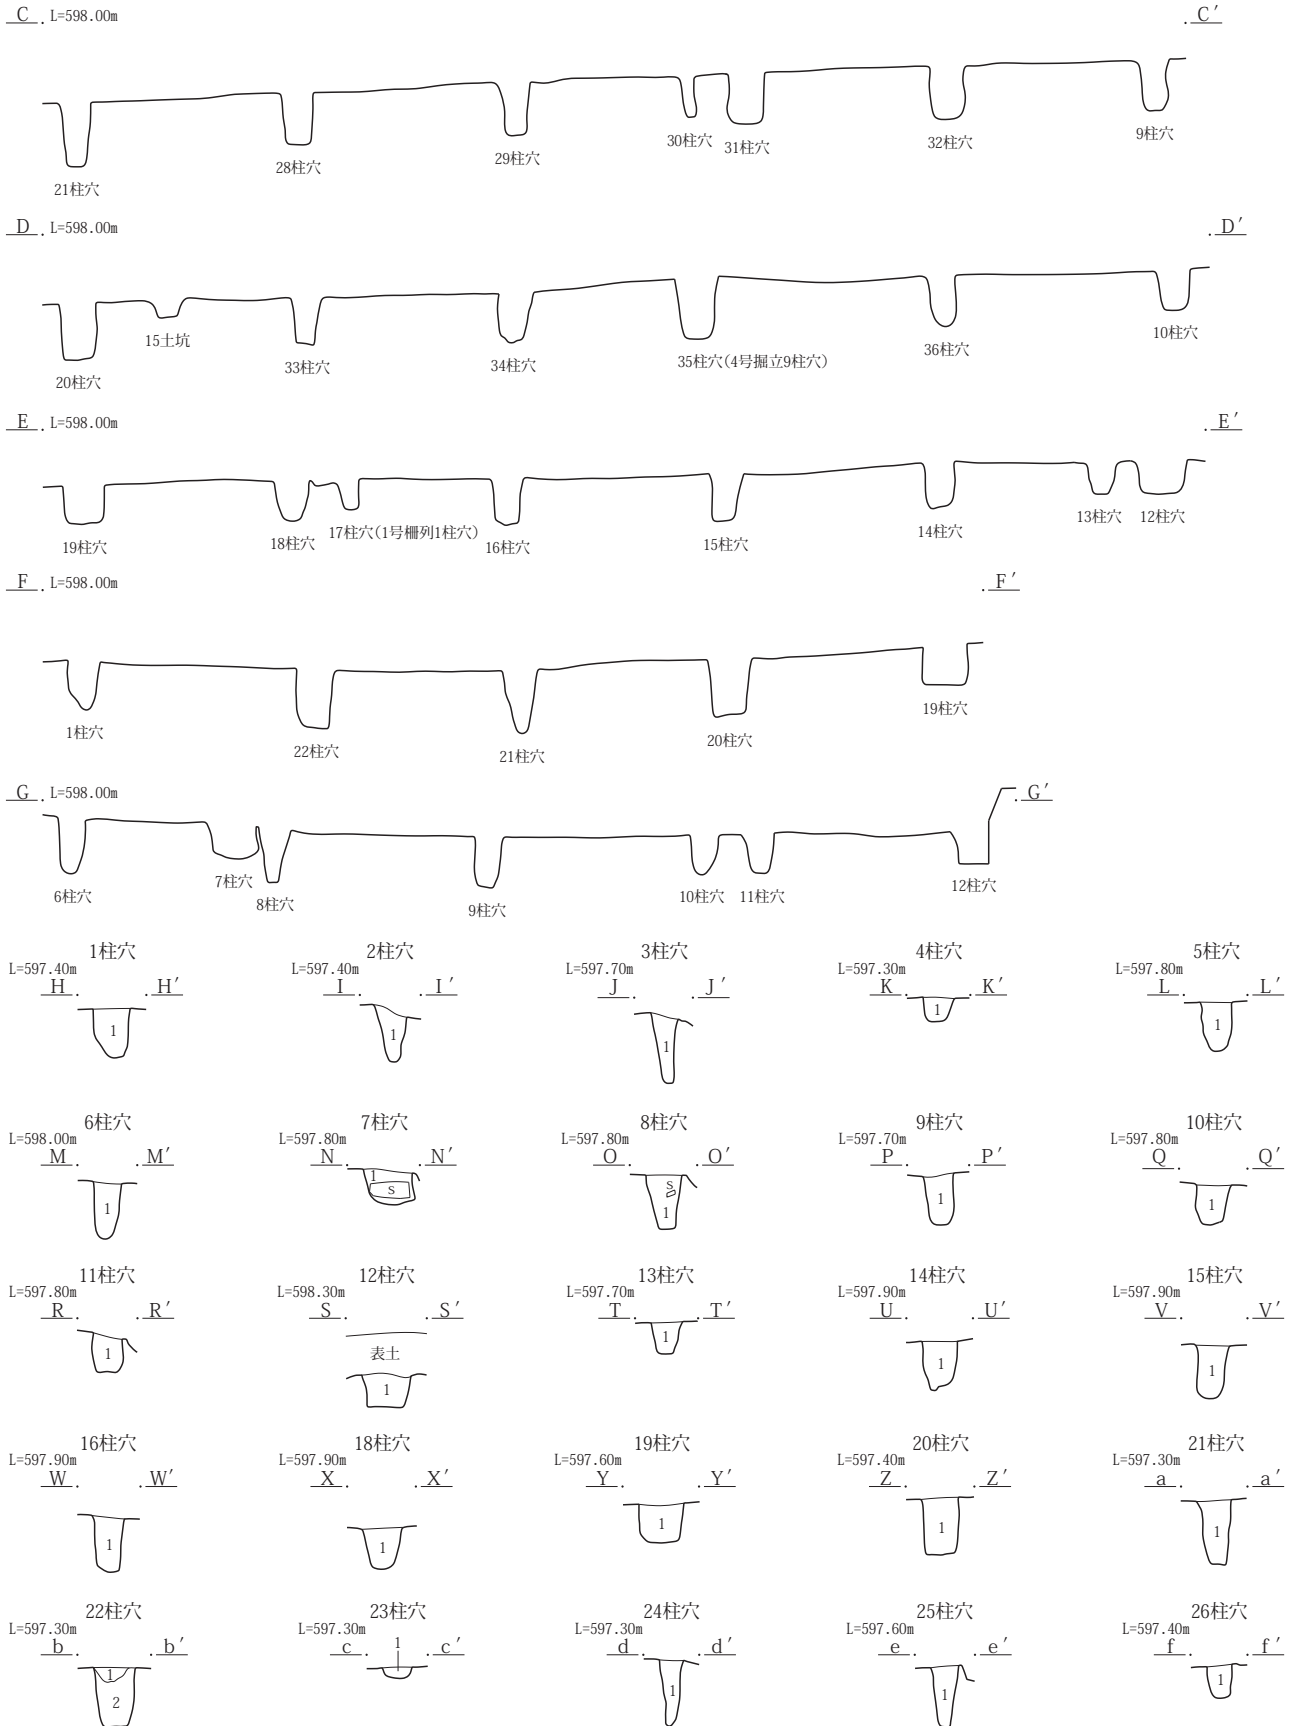 C L=598.00m C′
21柱穴 28柱穴 29柱穴 30柱穴 31柱穴 32柱穴 9柱穴
D L=598.00m D′
20柱穴 15土坑 33柱穴 34柱穴 35柱穴(4号掘立9柱穴) 36柱穴 10柱穴
E L=598.00m E′
19柱穴 18柱穴 17柱穴(1号柵列1柱穴) 16柱穴 15柱穴 14柱穴 13柱穴 12柱穴
F L=598.00m F′
1柱穴 22柱穴 21柱穴 20柱穴 19柱穴
G L=598.00m G′
6柱穴 7柱穴 8柱穴 9柱穴 10柱穴 11柱穴 12柱穴
1柱穴 2柱穴 3柱穴 4柱穴 5柱穴
L=597.40m L=597.40m L=597.70m L=597.30m L=597.80m
H H′ I I′ J J′ K K′ L L′
1 1 1 1 1
6柱穴 7柱穴 8柱穴 9柱穴 10柱穴
L=598.00m L=597.80m L=597.80m L=597.70m L=597.80m
M M′ N N′ O O′ P P′ Q Q′
1 1 S S 1 1 1
11柱穴 12柱穴 13柱穴 14柱穴 15柱穴
L=597.80m L=598.30m L=597.70m L=597.90m L=597.90m
R R′ S S′ T T′ U U′ V V′
1 表土 1 1 1 1
16柱穴 18柱穴 19柱穴 20柱穴 21柱穴
L=597.90m L=597.90m L=597.60m L=597.40m L=597.30m
W W′ X X′ Y Y′ Z Z′ a a′
1 1 1 1 1
22柱穴 23柱穴 24柱穴 25柱穴 26柱穴
L=597.30m L=597.30m L=597.30m L=597.60m L=597.40m
b b′ c c′ d d′ e e′ f f′
1 2 1 1 1 1